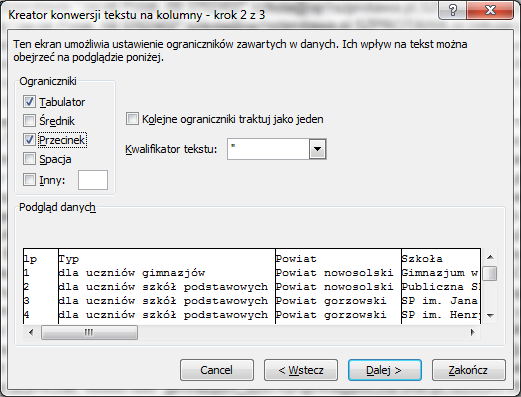 Kreator konwersji tekstu na kolumny - krok 2 z 3
Ten ekran umożliwia ustawienie ograniczników zawartych w danych. Ich wpływ na tekst można
obejrzeć na podglądzie poniżej.
Ograniczniki
Tabulator
Średnik
Przecinek
Spacja
Inny:
Kolejne ograniczniki traktuj jako jeden
Kwalifikator tekstu: "
Podgląd danych
lp Typ Powiat Szkoła
1 dla uczniów gimnazjów Powiat nowosolski Gimnazjum w
2 dla uczniów szkół podstawowych Powiat nowosolski Publiczna S
3 dla uczniów szkół podstawowych Powiat gorzowski SP im. Jana
4 dla uczniów szkół podstawowych Powiat gorzowski SP im. Henry
Cancel < Wstecz Dalej > Zakończ